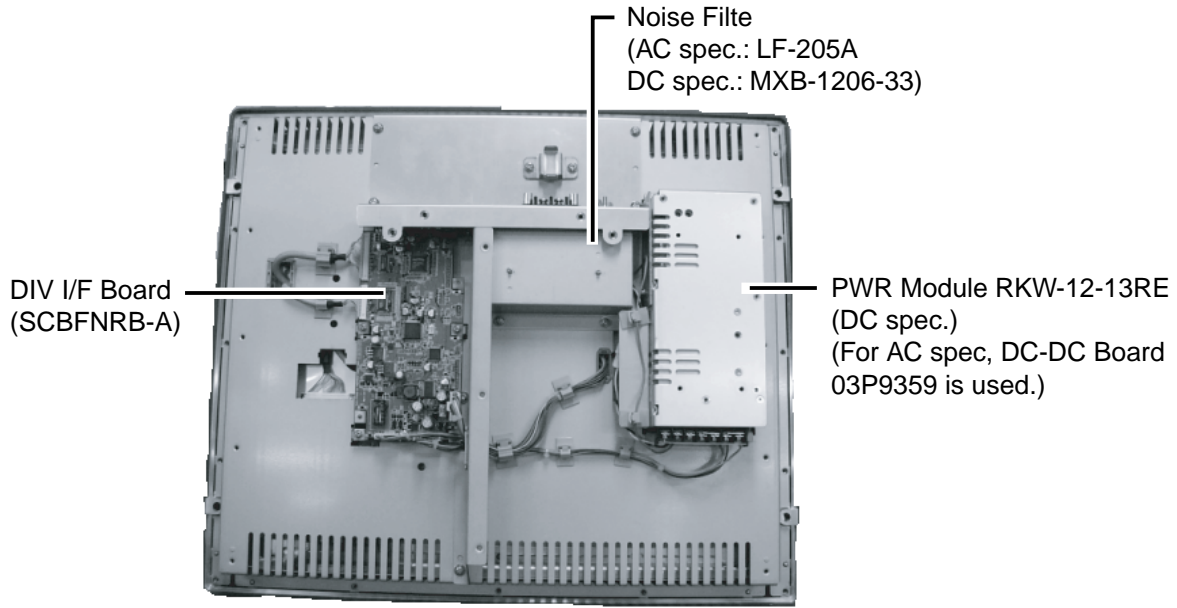 Noise Filte
(AC spec.: LF-205A
DC spec.: MXB-1206-33)
DIV I/F Board
(SCBFNRB-A)
PWR Module RKW-12-13RE
(DC spec.)
(For AC spec, DC-DC Board
03P9359 is used.)